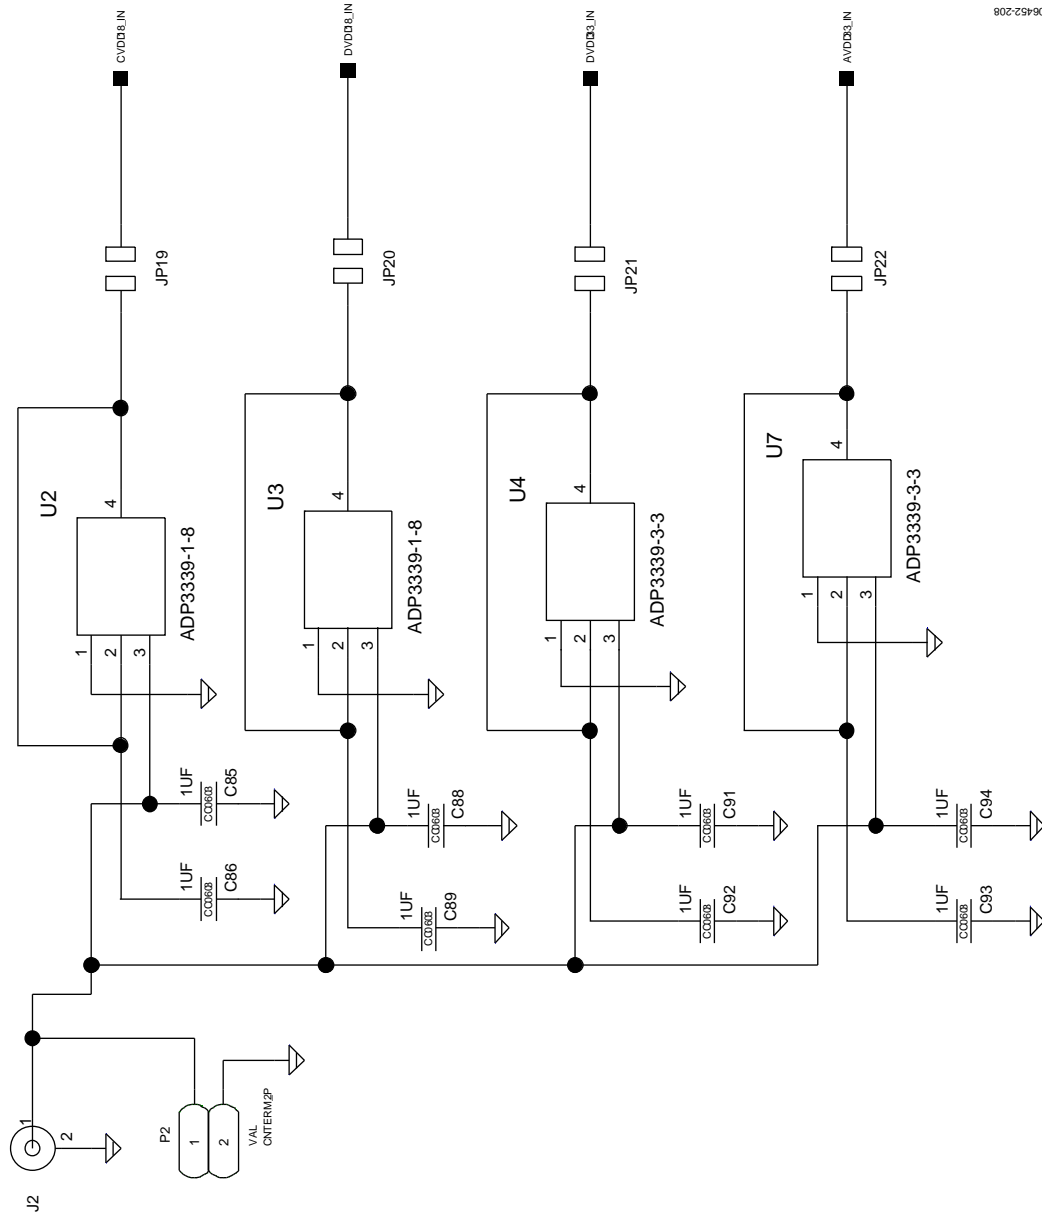 CVDD18_IN
DVDD18_IN
DVDD33_IN
AVDD33_IN
06452-208
JP19
JP20
JP21
JP22
U2
4
ADP3339-1-8
1
2
3
U3
4
ADP3339-1-8
1
2
3
U4
4
ADP3339-3-3
1
2
3
U7
4
ADP3339-3-3
1
2
3
1UF
CC0603
C85
1UF
CC0603
C86
1UF
CC0603
C88
1UF
CC0603
C89
1UF
CC0603
C91
1UF
CC0603
C92
1UF
CC0603
C94
1UF
CC0603
C93
J2
1
2
P2
1
2
VAL
CNTERM_2P